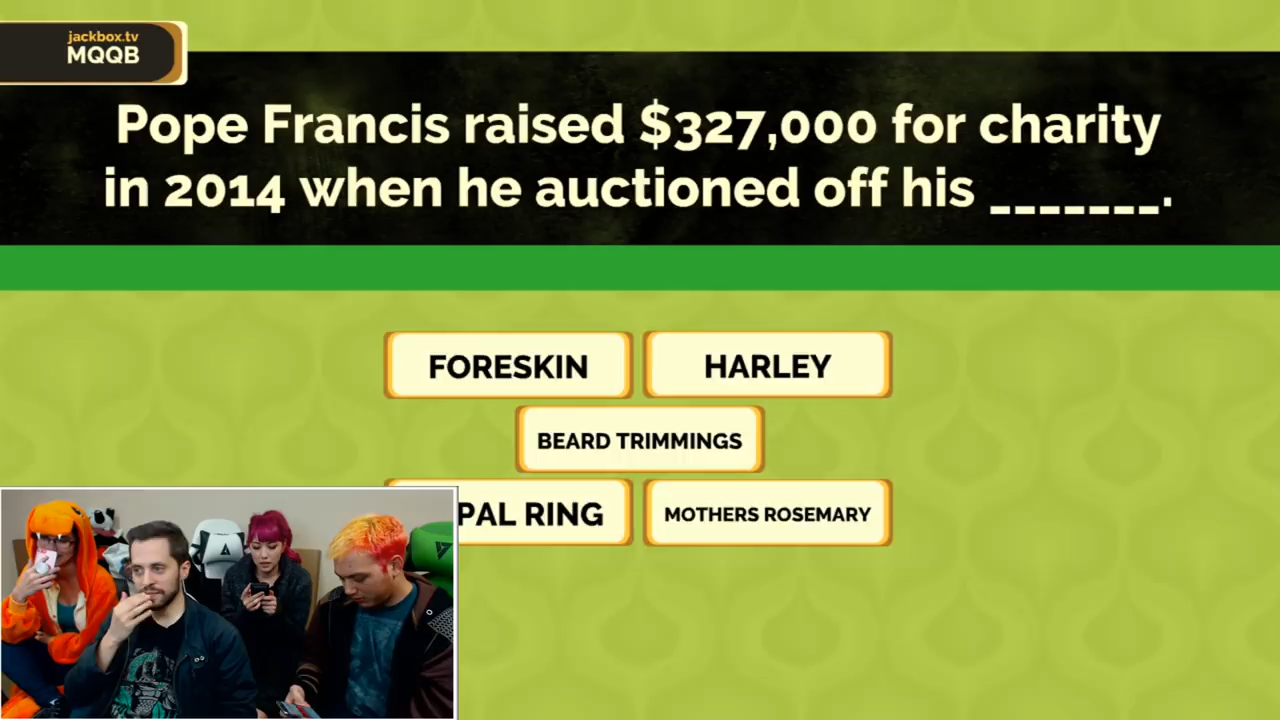 jackbox.tv
MQQB
Pope Francis raised $327,000 for charity
in 2014 when he auctioned off his _______.
FORESKIN
HARLEY
BEARD TRIMMINGS
PAL RING
MOTHERS ROSEMARY